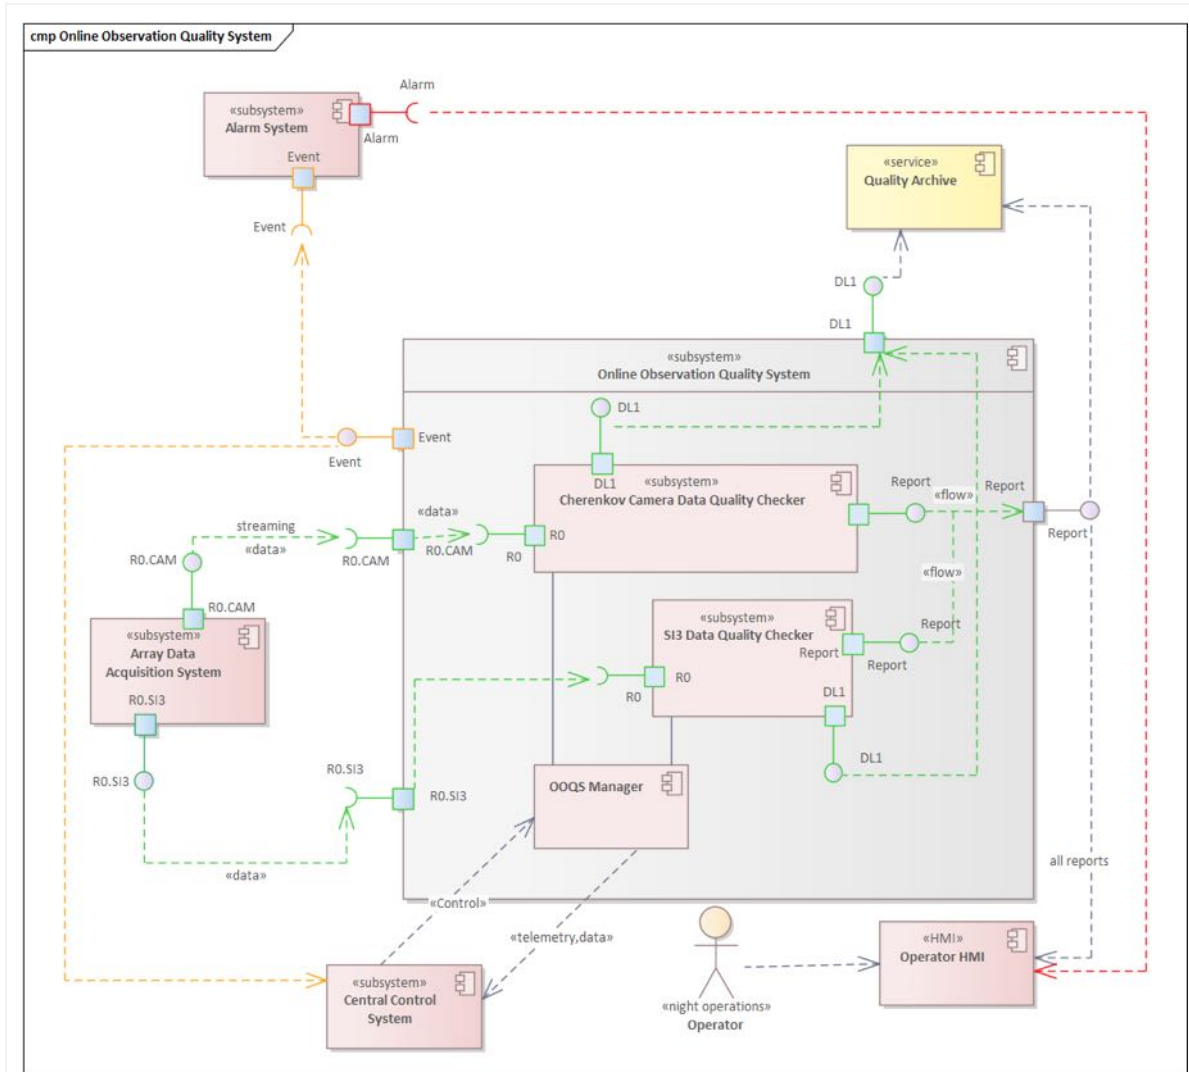 cmp Online Observation Quality System
Alarm
«subsystem»
Alarm System
Alarm
Event
Event
«service»
Quality Archive
DL1
DL1
«subsystem»
Online Observation Quality System
DL1
Event
Event
DL1
«subsystem»
Cherenkov Camera Data Quality Checker
Report
«flow»
Report
Report
streaming
«data»
R0.CAM
R0.CAM
«data»
R0.CAM
R0
R0
R0.CAM
«flow»
«subsystem»
Array Data
Acquisition System
R0.SI3
R0.SI3
«subsystem»
SI3 Data Quality Checker
Report
Report
Report
R0
R0
DL1
DL1
R0.SI3
R0.SI3
«data»
OOQS Manager
all reports
«Control»
«telemetry,data»
«subsystem»
Central Control
System
«night operations»
Operator
«HMI»
Operator HMI